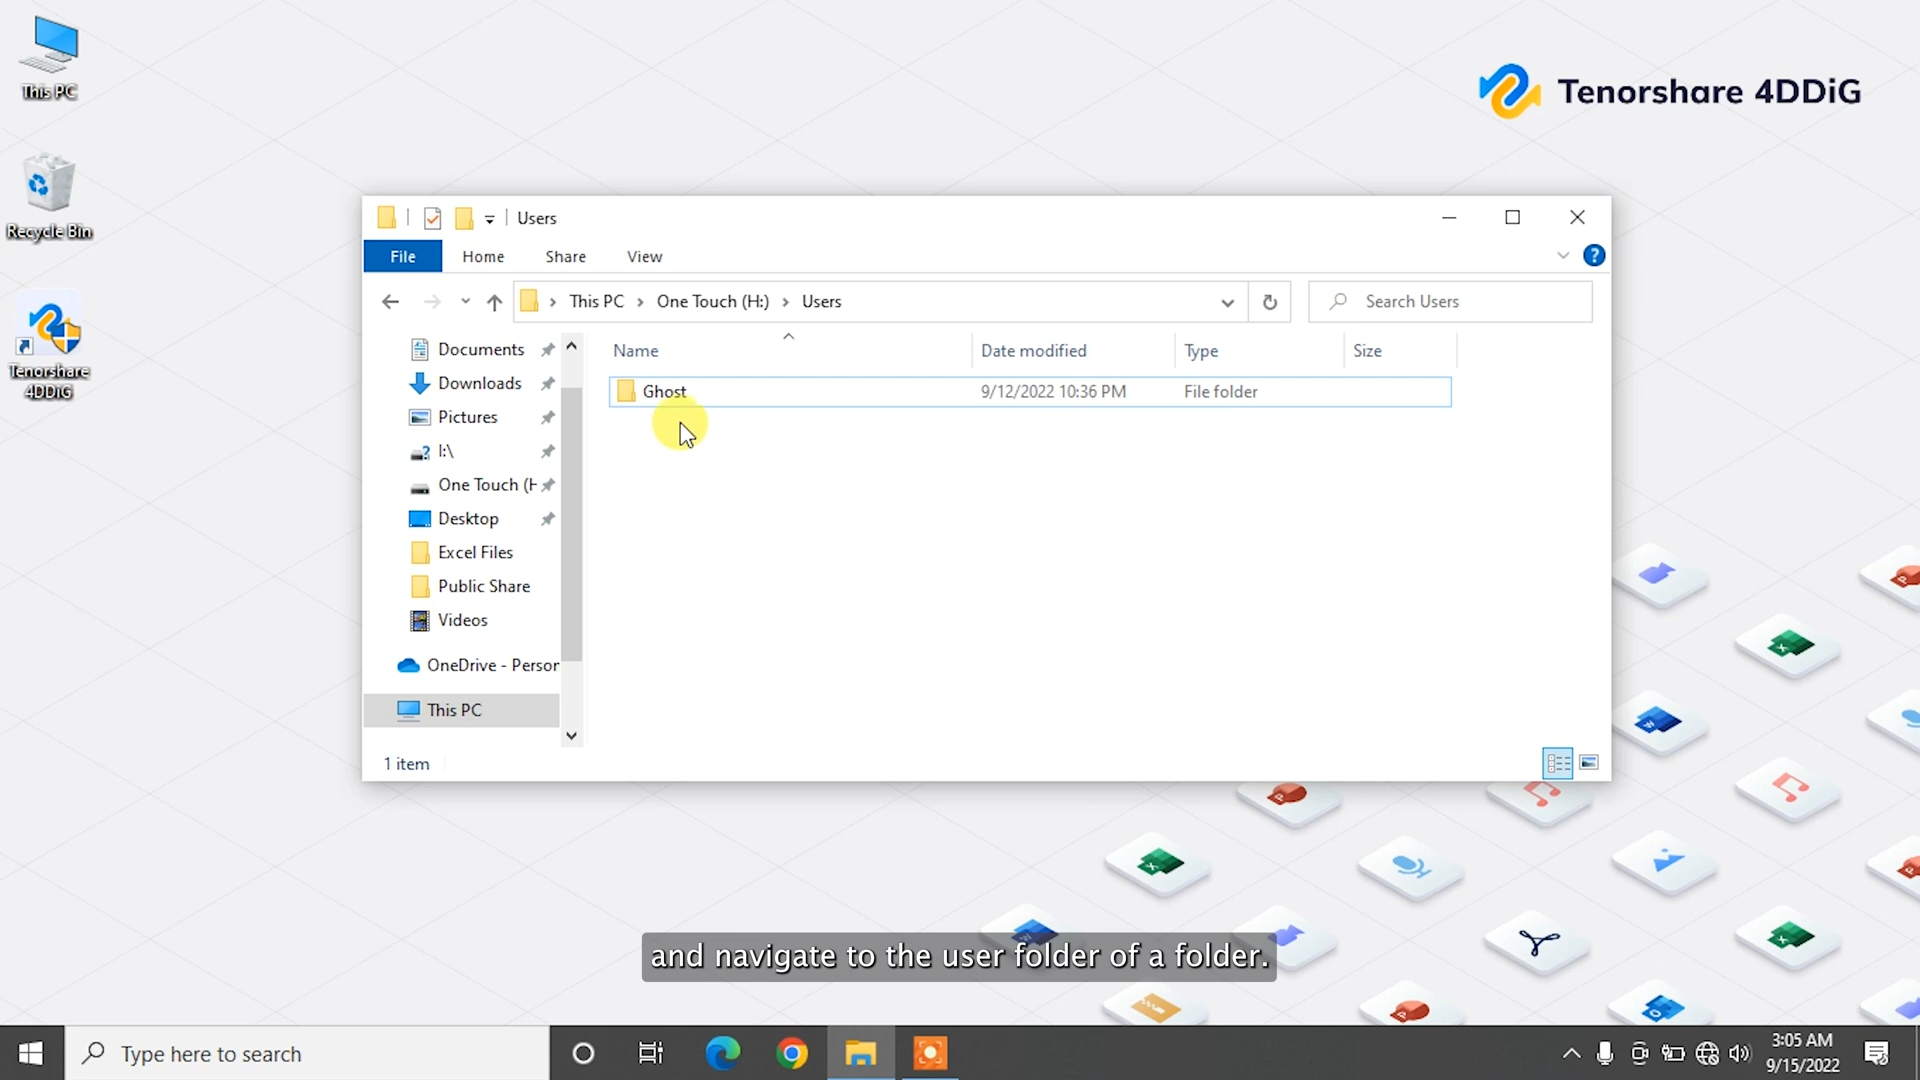 This PC
Recycle Bin
Tenorshare
4DDiG
Tenorshare 4DDiG
Users
File
Home
Share
View
This PC
One Touch (H:)
Users
Search Users
Documents
Downloads
Pictures
I:\
One Touch (H
Desktop
Excel Files
Public Share
Videos
OneDrive - Person
This PC
Name
Date modified
Type
Size
Ghost
9/12/2022 10:36 PM
File folder
1 item
and navigate to the user folder of a folder.
Type here to search
3:05 AM
9/15/2022